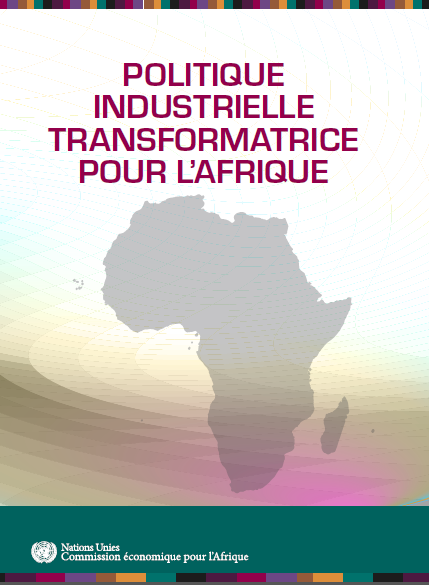 POLITIQUE
INDUSTRIELLE
TRANSFORMATRICE
POUR L'AFRIQUE
Nations Unies
Commission économique pour l'Afrique